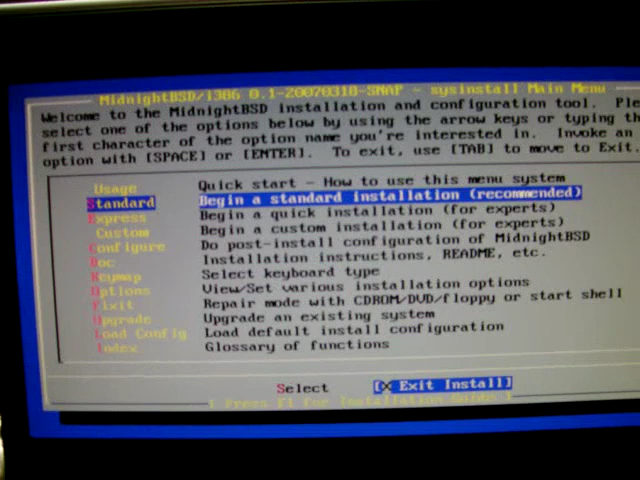 MidnightBSD/i386 0.1-20070318-SNAP - sysinstall Main Menu
Welcome to the MidnightBSD installation and configuration tool. Ple
select one of the options below by using the arrow keys or typing th
first character of the option name you're interested in. Invoke an
option with [SPACE] or [ENTER]. To exit, use [TAB] to move to Exit.
Usage Quick start - How to use this menu system
Standard Begin a standard installation (recommended)
Express Begin a quick installation (for experts)
Custom Begin a custom installation (for experts)
Configure Do post-install configuration of MidnightBSD
Doc Installation instructions, README, etc.
Keymap Select keyboard type
Options View/Set various installation options
Fixit Repair mode with CDROM/DVD/floppy or start shell
Upgrade Upgrade an existing system
Load Config Load default install configuration
Index Glossary of functions
Select [X Exit Install]
[ Press F1 for Installation Guide ]